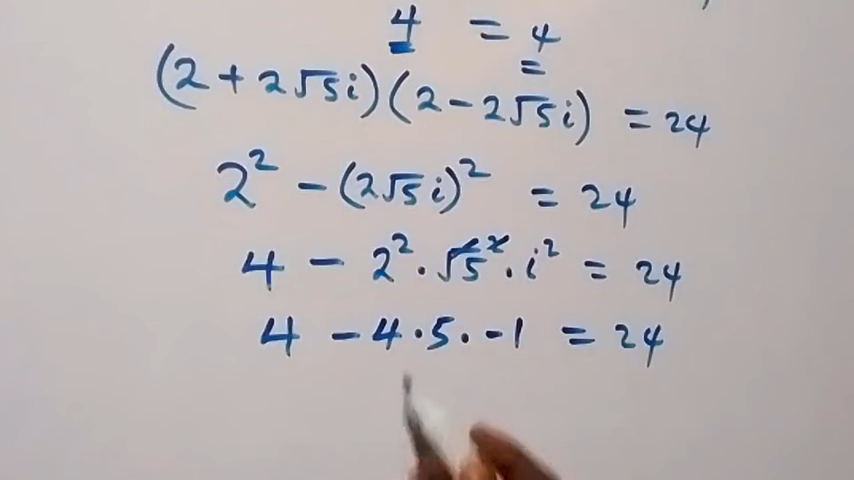 4 = 4
(2 + 2√5i)(2 - 2√5i) = 24
2² - (2√5i)² = 24
4 - 2² · √5² · i² = 24
4 - 4 · 5 · -1 = 24